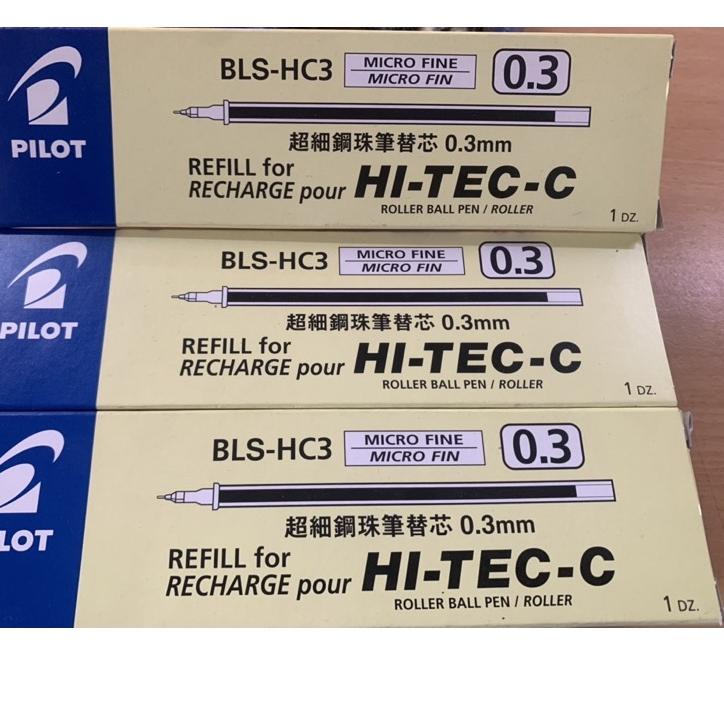 BLS-HC3 MICRO FINE 0.3
MICRO FIN
PILOT
超細鋼珠筆替芯 0.3mm
REFILL for
RECHARGE pour HI-TEC-C
ROLLER BALL PEN / ROLLER
1 DZ.
BLS-HC3 MICRO FINE 0.3
MICRO FIN
PILOT
超細鋼珠筆替芯 0.3mm
REFILL for
RECHARGE pour HI-TEC-C
ROLLER BALL PEN / ROLLER
1 DZ.
BLS-HC3 MICRO FINE 0.3
MICRO FIN
LOT
超細鋼珠筆替芯 0.3mm
REFILL for
RECHARGE pour HI-TEC-C
ROLLER BALL PEN / ROLLER
1 DZ.